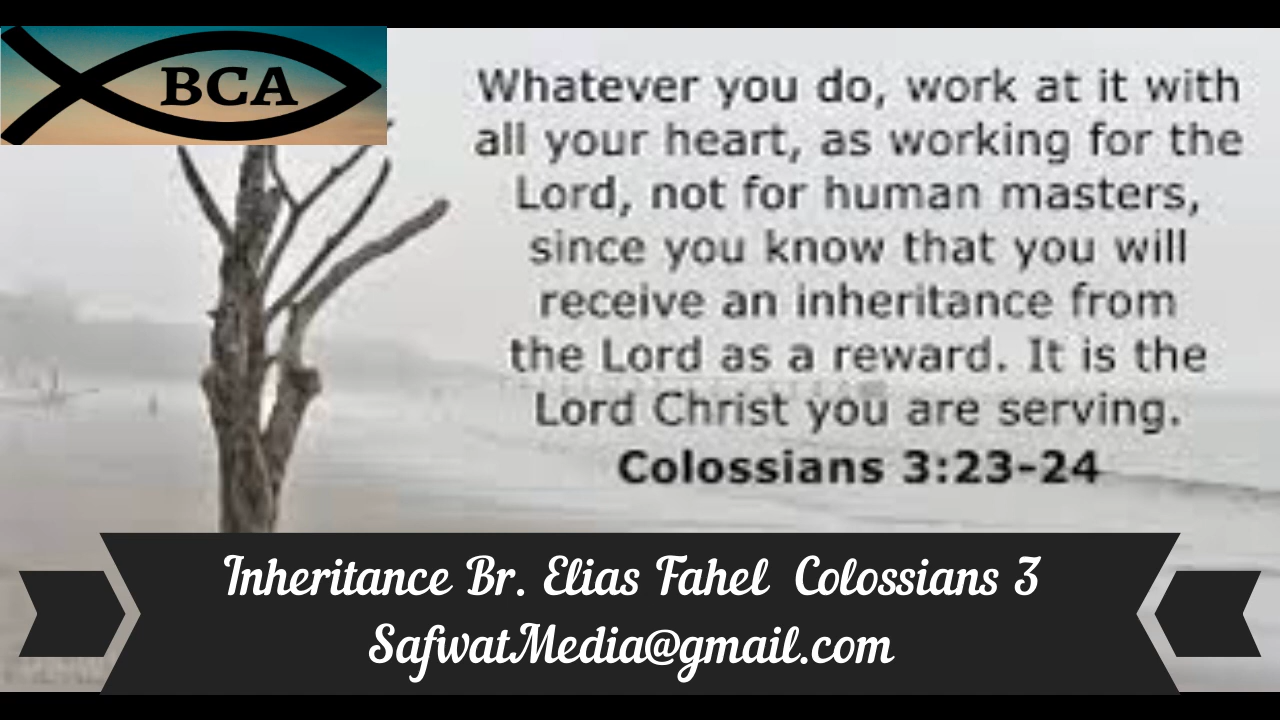 BCA
Whatever you do, work at it with
all your heart, as working for the
Lord, not for human masters,
since you know that you will
receive an inheritance from
the Lord as a reward. It is the
Lord Christ you are serving.
Colossians 3:23-24
Inheritance Br. Elias Fahel Colossians 3
SafwatMedia@gmail.com